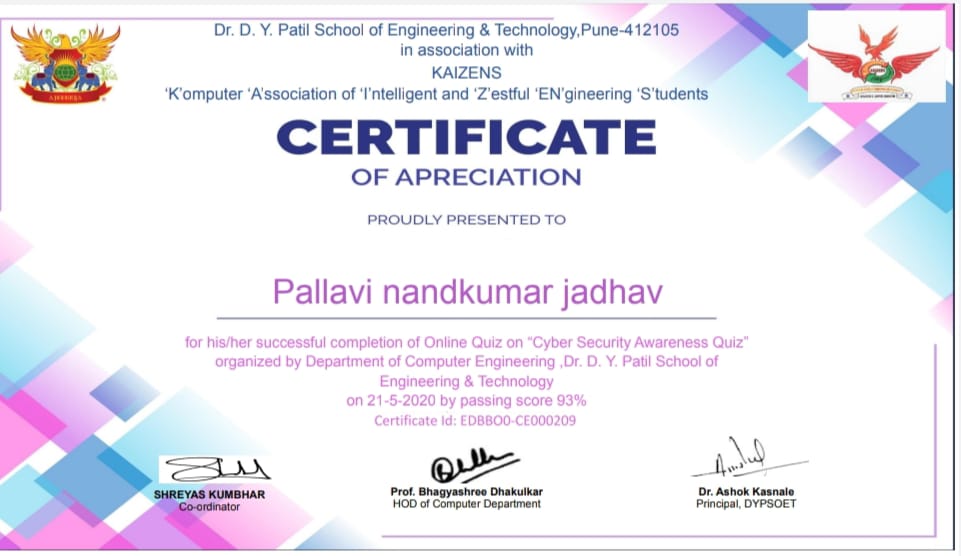 Dr. D. Y. Patil School of Engineering & Technology,Pune-412105
in association with
KAIZENS
‘K’omputer ‘A’ssociation of ‘I’ntelligent and ‘Z’estful ‘EN’gineering ‘S’tudents
CERTIFICATE
OF APRECIATION
PROUDLY PRESENTED TO
Pallavi nandkumar jadhav
for his/her successful completion of Online Quiz on “Cyber Security Awareness Quiz”
organized by Department of Computer Engineering ,Dr. D. Y. Patil School of
Engineering & Technology
on 21-5-2020 by passing score 93%
Certificate Id: EDBBO0-CE000209
SHREYAS KUMBHAR
Co-ordinator
Prof. Bhagyashree Dhakulkar
HOD of Computer Department
Dr. Ashok Kasnale
Principal, DYPSOET